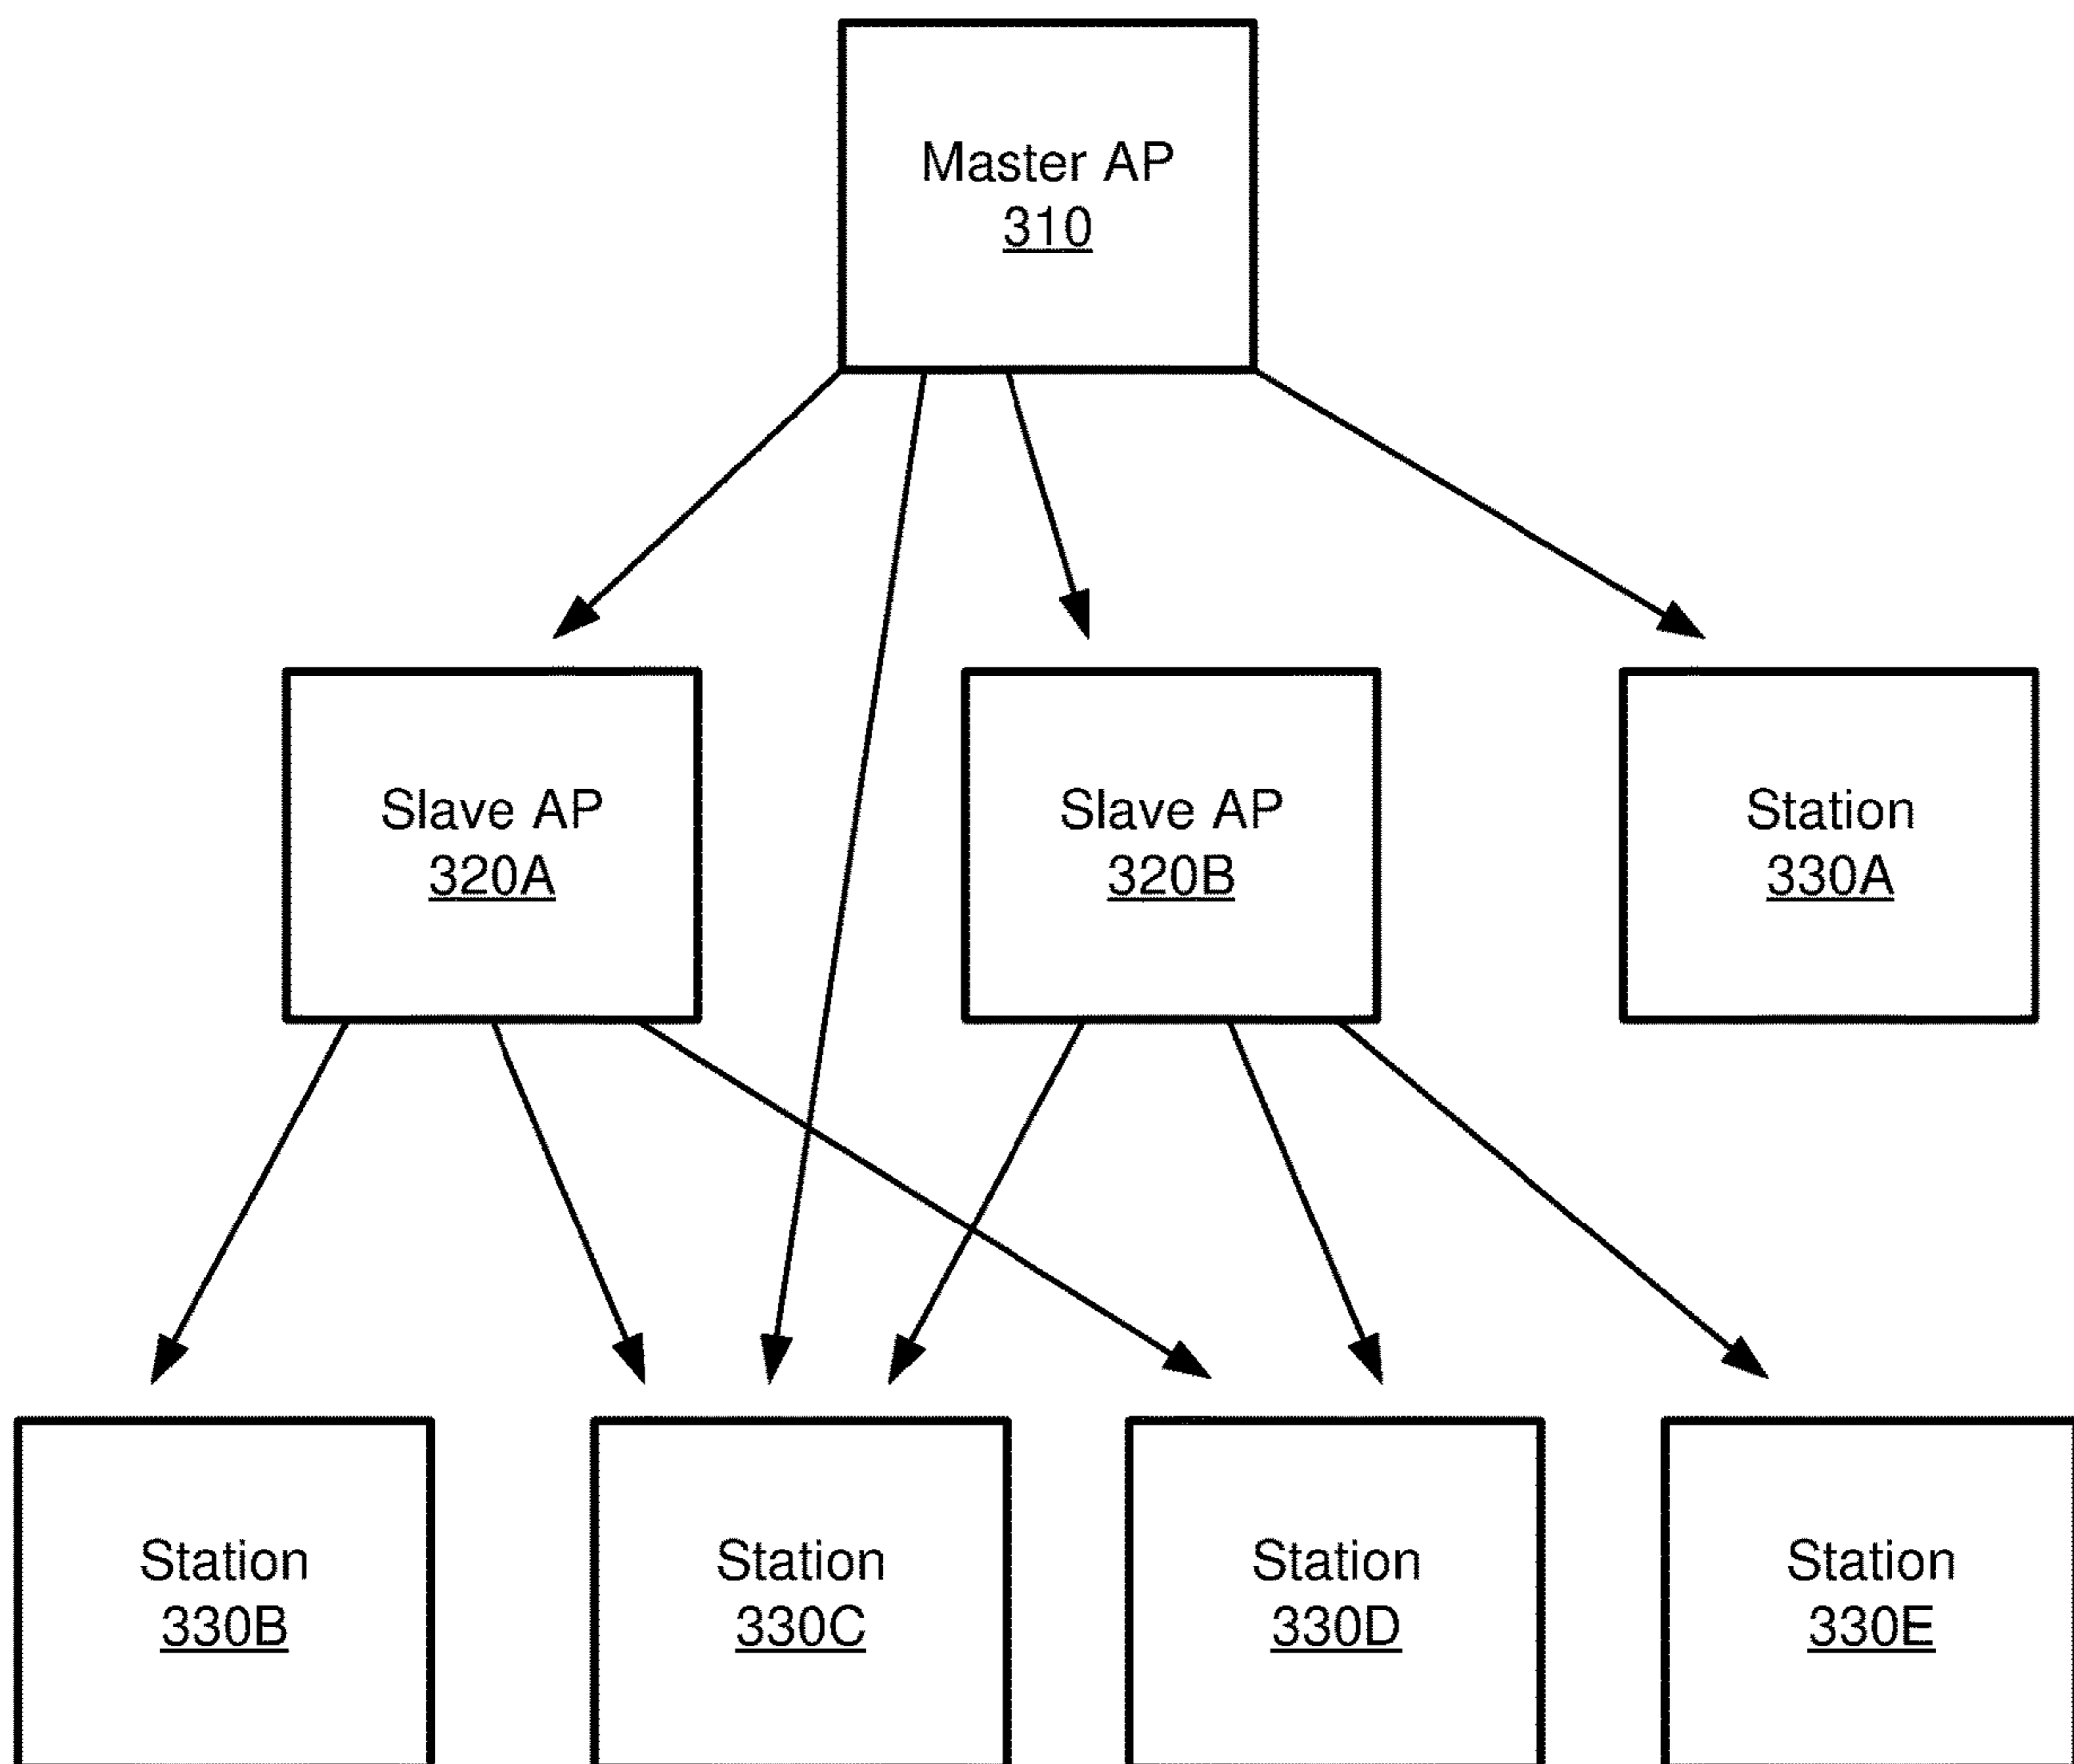 Master AP
310
Slave AP
320A
Slave AP
320B
Station
330A
Station
330B
Station
330C
Station
330D
Station
330E